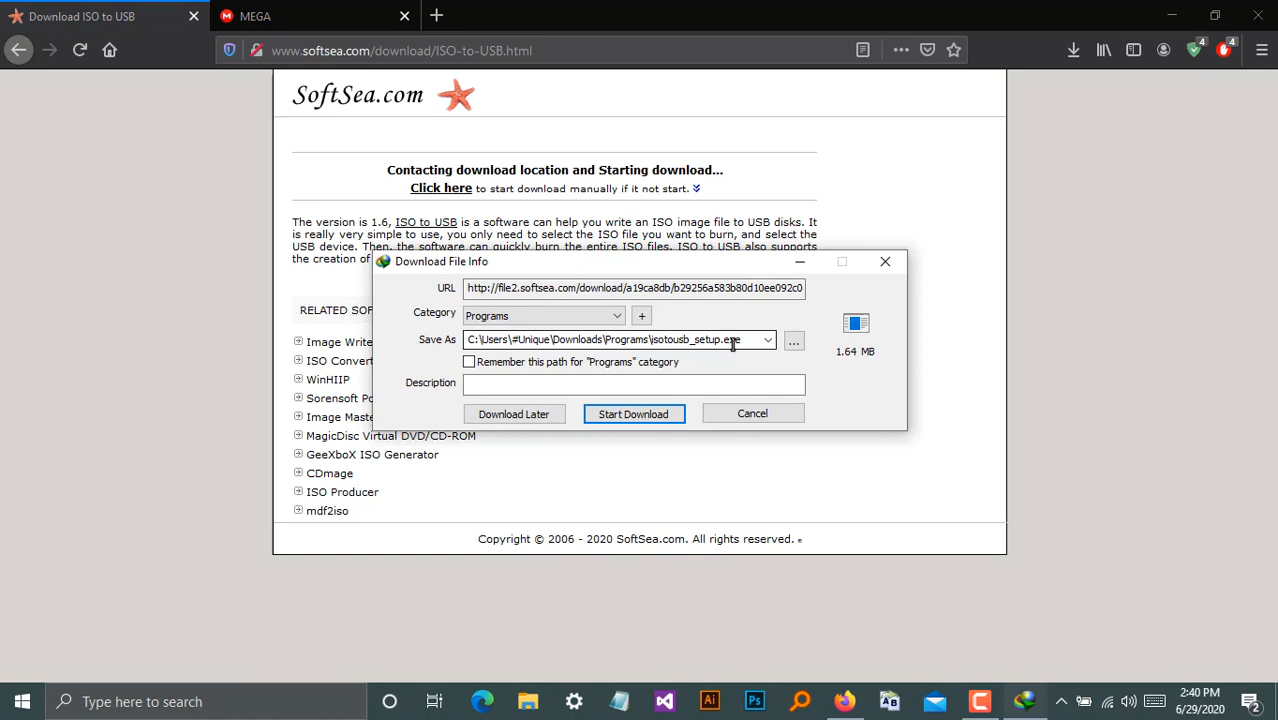 Download ISO to USB
MEGA
www.softsea.com/download/ISO-to-USB.html
4
4
SoftSea.com
Contacting download location and Starting download...
Click here to start download manually if it not start.
The version is 1.6, ISO to USB is a software can help you write an ISO image file to USB disks. It
is really very simple to use, you only need to select the ISO file you want to burn, and select the
USB device. Then, the software can quickly burn the entire ISO files. ISO to USB also supports
the creation of
Download File Info
URL http://file2.softsea.com/download/a19ca8db/b29256a583b80d10ee092c0
Category Programs +
Save As C:\Users\#Unique\Downloads\Programs\isotousb_setup.exe ...
1.64 MB
Remember this path for "Programs" category
Description
Download Later Start Download Cancel
RELATED SOF
Image Write
ISO Convert
WinHIIP
Sorensoft Po
Image Mast
MagicDisc Virtual DVD/CD-ROM
GeeXboX ISO Generator
CDmage
ISO Producer
mdf2iso
Copyright © 2006 - 2020 SoftSea.com. All rights reserved.
Type here to search
Ai
Ps
2:40 PM
6/29/2020
2